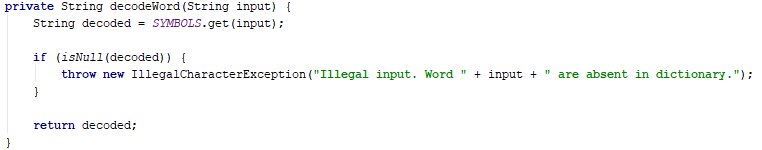 private String decodeWord(String input) {
    String decoded = SYMBOLS.get(input);
    if (isNull(decoded)) {
        throw new IllegalCharacterException("Illegal input. Word " + input + " are absent in dictionary.");
    }
    return decoded;
}